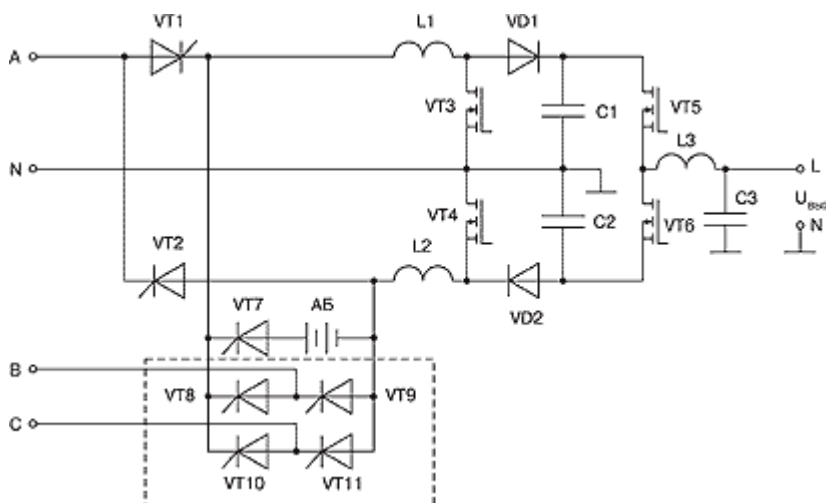 VT1
L1
VD1
A
VT3
C1
VT5
L3
N
L
VT4
C2
VT6
C3
Uвых
N
VT2
L2
VD2
VT7
АБ
B
VT8
VT9
C
VT10
VT11